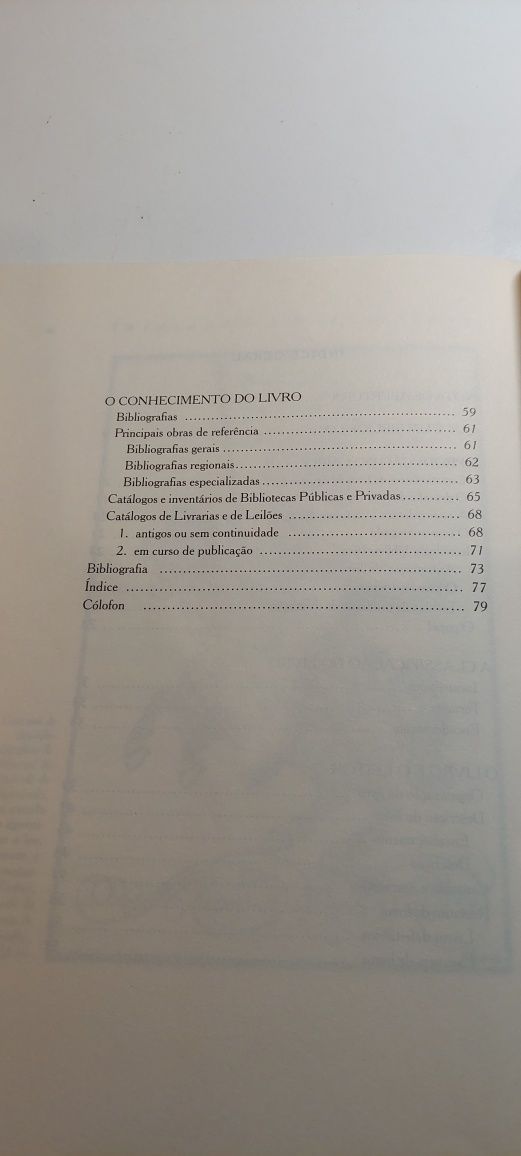 O CONHECIMENTO DO LIVRO
Bibliografias ........................................................ 59
Principais obras de referência ........................................ 61
Bibliografias gerais ................................................ 61
Bibliografias regionais .............................................. 62
Bibliografias especializadas ......................................... 63
Catálogos e inventários de Bibliotecas Públicas e Privadas ............ 65
Catálogos de Livrarias e de Leilões ................................... 68
1. antigos ou sem continuidade ...................................... 68
2. em curso de publicação .......................................... 71
Bibliografia .......................................................... 73
Índice ................................................................ 77
Cólofon ............................................................... 79